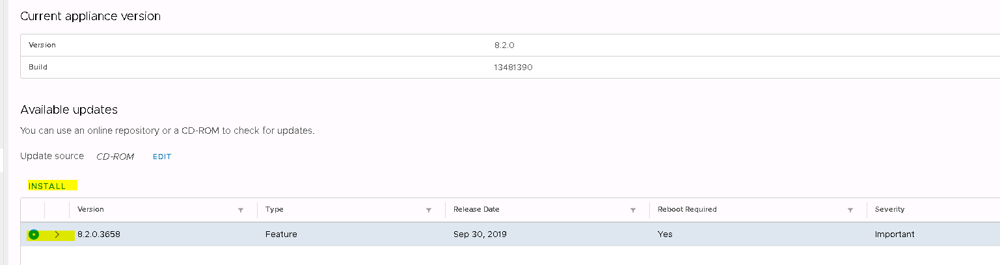 Current appliance version
Version 8.2.0
Build 13481390
Available updates
You can use an online repository or a CD-ROM to check for updates.
Update source CD-ROM EDIT
INSTALL
Version Type Release Date Reboot Required Severity
8.2.0.3658 Feature Sep 30, 2019 Yes Important